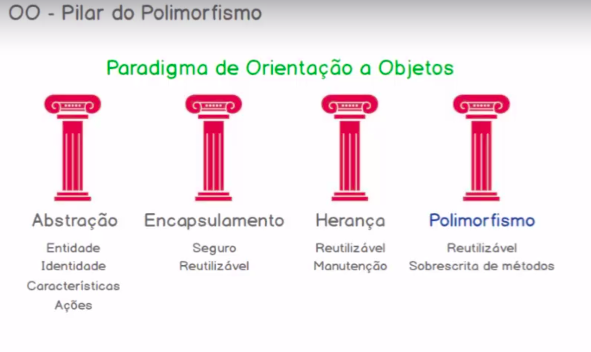 OO - Pilar do Polimorfismo
Paradigma de Orientação a Objetos
Abstração
Entidade
Identidade
Características
Ações
Encapsulamento
Seguro
Reutilizável
Herança
Reutilizável
Manutenção
Polimorfismo
Reutilizável
Sobrescrita de métodos